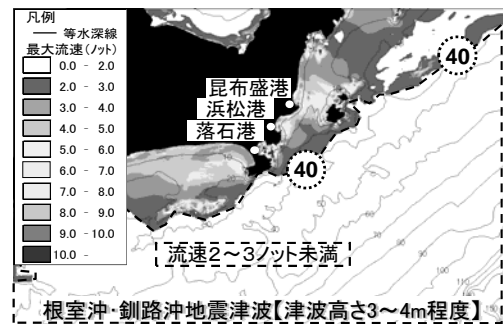 凡例
等水深線
最大流速(ノット)
0.0 - 2.0
2.0 - 3.0
3.0 - 4.0
4.0 - 5.0
5.0 - 6.0
6.0 - 7.0
7.0 - 8.0
8.0 - 9.0
9.0 - 10.0
10.0 -
昆布盛港
浜松港
落石港
40
40
流速2～3ノット未満
根室沖・釧路沖地震津波【津波高さ3～4m程度】